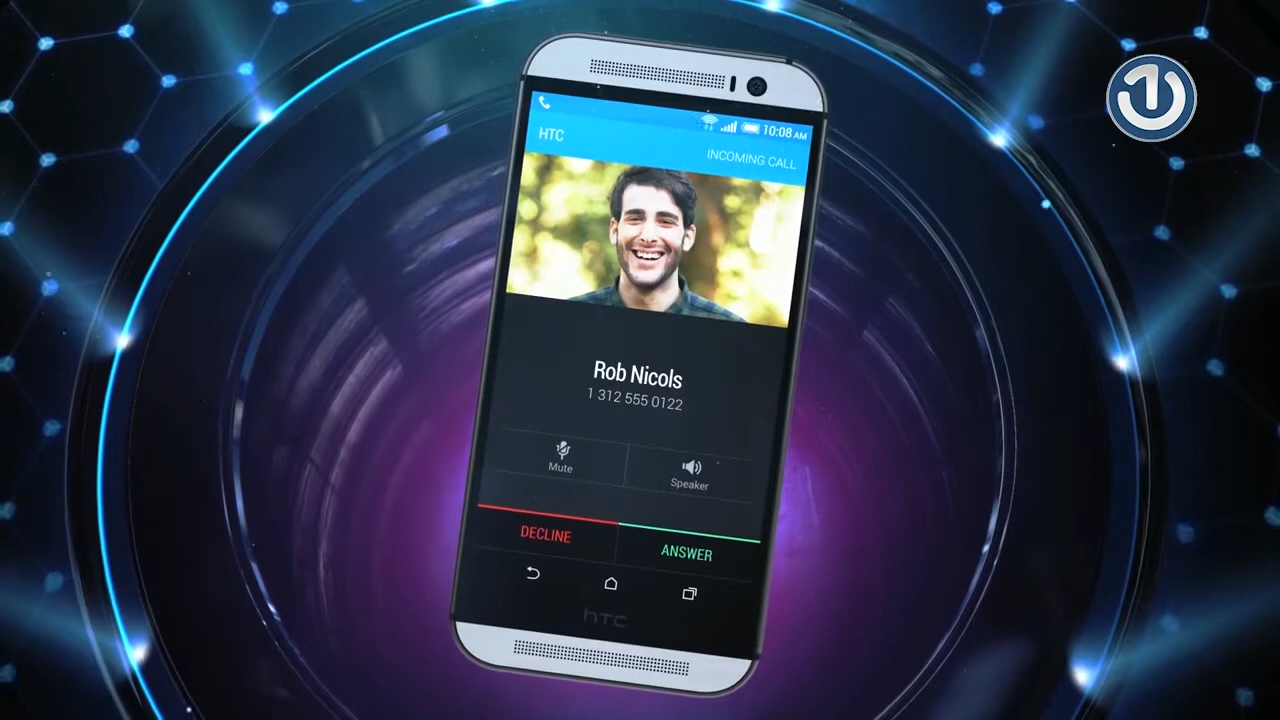 10:08 AM
HTC
INCOMING CALL
Rob Nicols
1 312 555 0122
Mute
Speaker
DECLINE
ANSWER
hTC